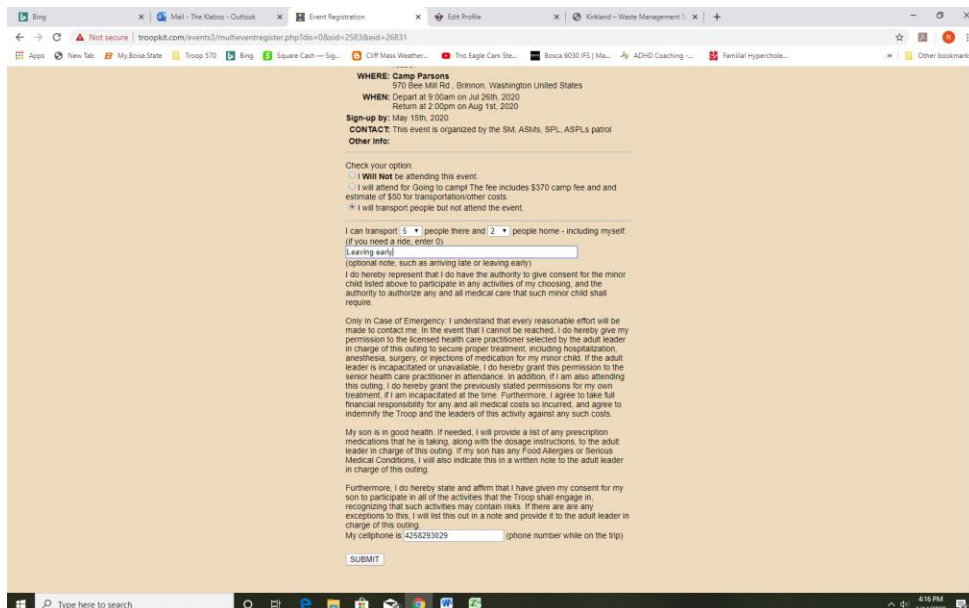 Bing
Mail - The Klabos - Outlook
Event Registration
Edit Profile
Kirkland – Waste Management
Not secure | troopkit.com/events3/multieventregister.php?dis=0&sid=2583&eid=26831
Apps New Tab My.Boise.State Troop 570 Bing Square Cash — Sig... Cliff Mass Weather... Trio Eagle Cam Ste... Bosca 6030 IFS | Ma... ADHD Coaching -... Familial Hyperchole... » Other bookmark
WHERE: Camp Parsons
970 Bee Mill Rd., Brinnon, Washington United States
WHEN: Depart at 9:00am on Jul 26th, 2020
Return at 2:00pm on Aug 1st, 2020
Sign-up by: May 15th, 2020
CONTACT: This event is organized by the SM, ASMs, SPL, ASPLs patrol
Other Info:
Check your option:
I Will Not be attending this event.
I will attend for Going to camp! The fee includes $370 camp fee and and
estimate of $50 for transportation/other costs.
I will transport people but not attend the event.
I can transport 5 people there and 2 people home - including myself.
(if you need a ride, enter 0)
Leaving early
(optional note, such as arriving late or leaving early)
I do hereby represent that I do have the authority to give consent for the minor
child listed above to participate in any activities of my choosing, and the
authority to authorize any and all medical care that such minor child shall
require.
Only In Case of Emergency: I understand that every reasonable effort will be
made to contact me. In the event that I cannot be reached, I do hereby give my
permission to the licensed health care practitioner selected by the adult leader
in charge of this outing to secure proper treatment, including hospitalization,
anesthesia, surgery, or injections of medication for my minor child. If the adult
leader is incapacitated or unavailable, I do hereby grant this permission to the
senior health care practitioner in attendance. In addition, if I am also attending
this outing, I do hereby grant the previously stated permissions for my own
treatment, if I am incapacitated at the time. Furthermore, I agree to take full
financial responsibility for any and all medical costs so incurred, and agree to
indemnify the Troop and the leaders of this activity against any such costs.
My son is in good health. If needed, I will provide a list of any prescription
medications that he is taking, along with the dosage instructions, to the adult
leader in charge of this outing. If my son has any Food Allergies or Serious
Medical Conditions, I will also indicate this in a written note to the adult leader
in charge of this outing.
Furthermore, I do hereby state and affirm that I have given my consent for my
son to participate in all of the activities that the Troop shall engage in,
recognizing that such activities may contain risks. If there are are any
exceptions to this, I will list this out in a note and provide it to the adult leader in
charge of this outing.
My cellphone is 4258293029 (phone number while on the trip)
SUBMIT
Type here to search
4:16 PM